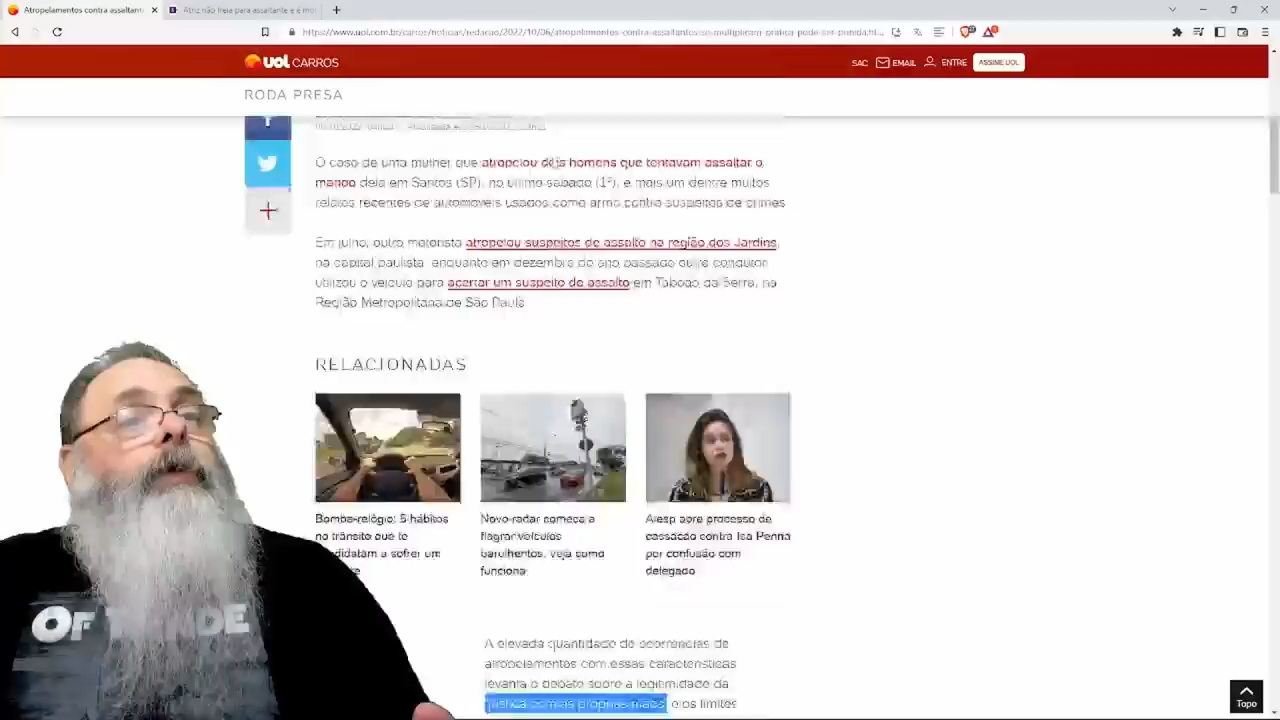 Atropelamentos contra assaltan
Atriz não freia para assaltante e é mo
https://www.uol.com.br/carros/noticias/redacao/2022/10/06/atropelamentos-contra-assaltantes-se-multiplicam-pratica-pode-ser-punida.ht...
UOL CARROS
SAC EMAIL ENTRE ASSINE UOL
RODA PRESA
O caso de uma mulher que atropelou dois homens que tentavam assaltar o
marido dela em Santos (SP), no último sábado (1º), é mais um dentre muitos
relatos recentes de automóveis usados como arma contra suspeitos de crimes
Em julho, outro motorista atropelou suspeitos de assalto na região dos Jardins,
na capital paulista, enquanto em dezembro do ano passado outro condutor
utilizou o veículo para acertar um suspeito de assalto em Taboão da Serra, na
Região Metropolitana de São Paulo
RELACIONADAS
Bomba-relógio: 5 hábitos
no trânsito que te
candidatam a sofrer um
Novo radar começa a
flagrar veículos
barulhentos; veja como
funciona
Alesp abre processo de
cassação contra Isa Penna
por confusão com
delegado
A elevada quantidade de ocorrências de
atropelamentos com essas características
levanta o debate sobre a legitimidade da
justiça com as próprias mãos e os limites
Topo
OF